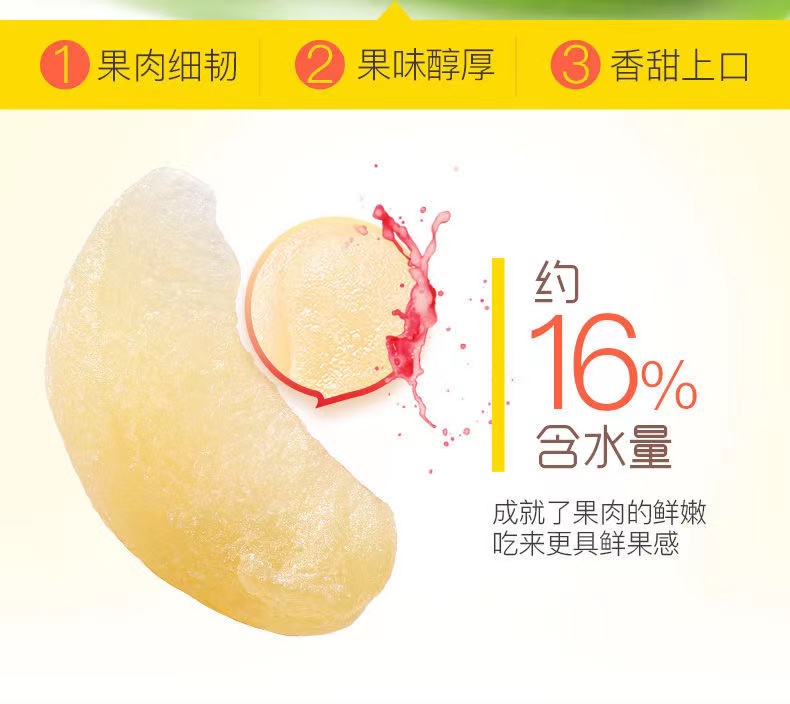 1 果肉细韧 2 果味醇厚 3 香甜上口
约
16%
含水量
成就了果肉的鲜嫩
吃来更具鲜果感